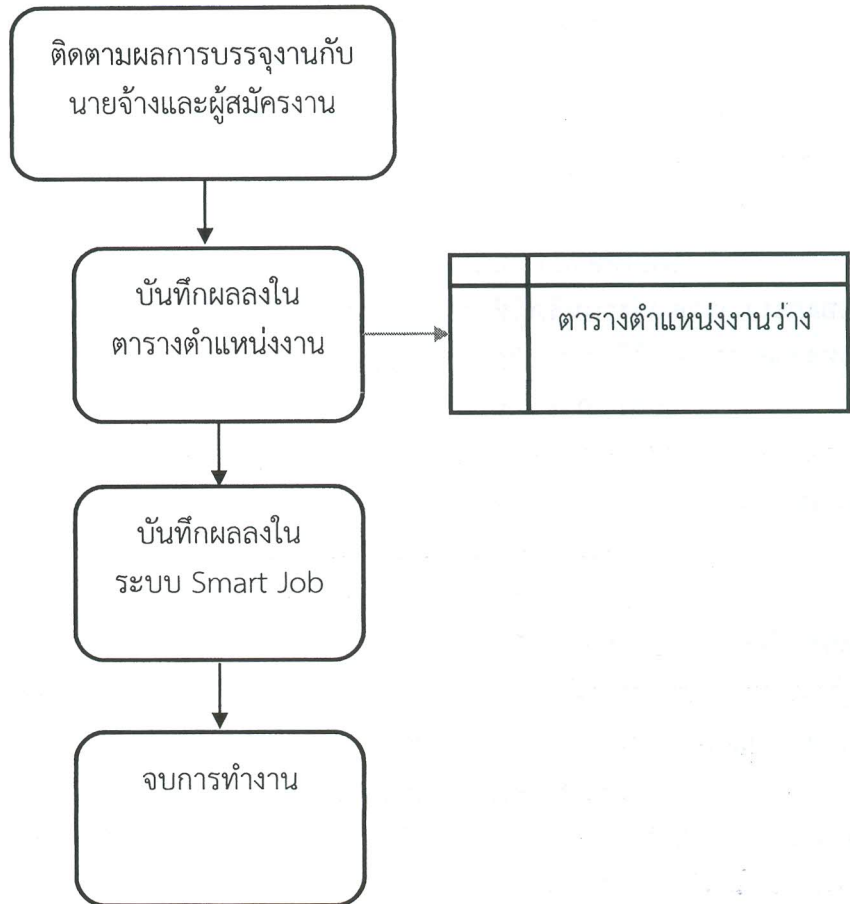 ติดตามผลการบรรจุงานกับ
นายจ้างและผู้สมัครงาน
บันทึกผลลงใน
ตารางตำแหน่งงาน
ตารางตำแหน่งงานว่าง
บันทึกผลลงใน
ระบบ Smart Job
จบการทำงาน